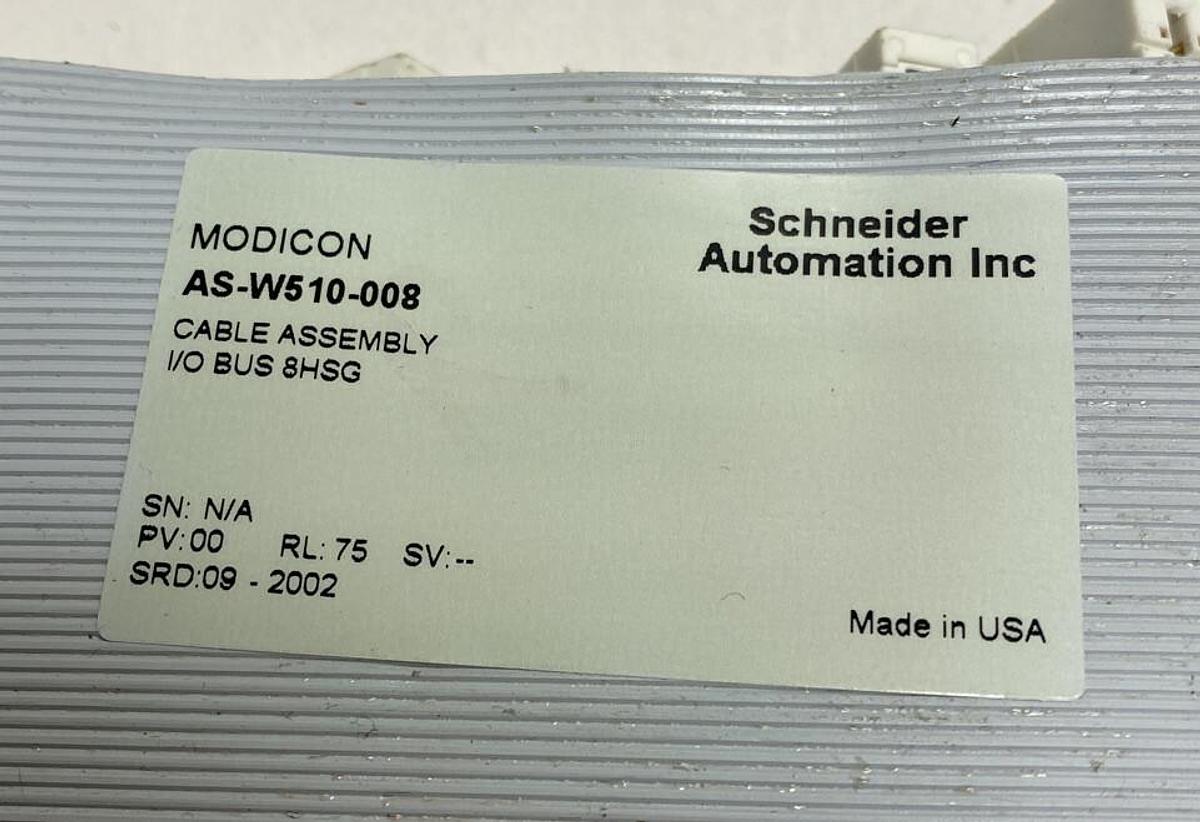 MODICON
AS-W510-008
CABLE ASSEMBLY
I/O BUS 8HSG
Schneider
Automation Inc
SN: N/A
PV:00 RL: 75 SV:--
SRD:09 - 2002
Made in USA